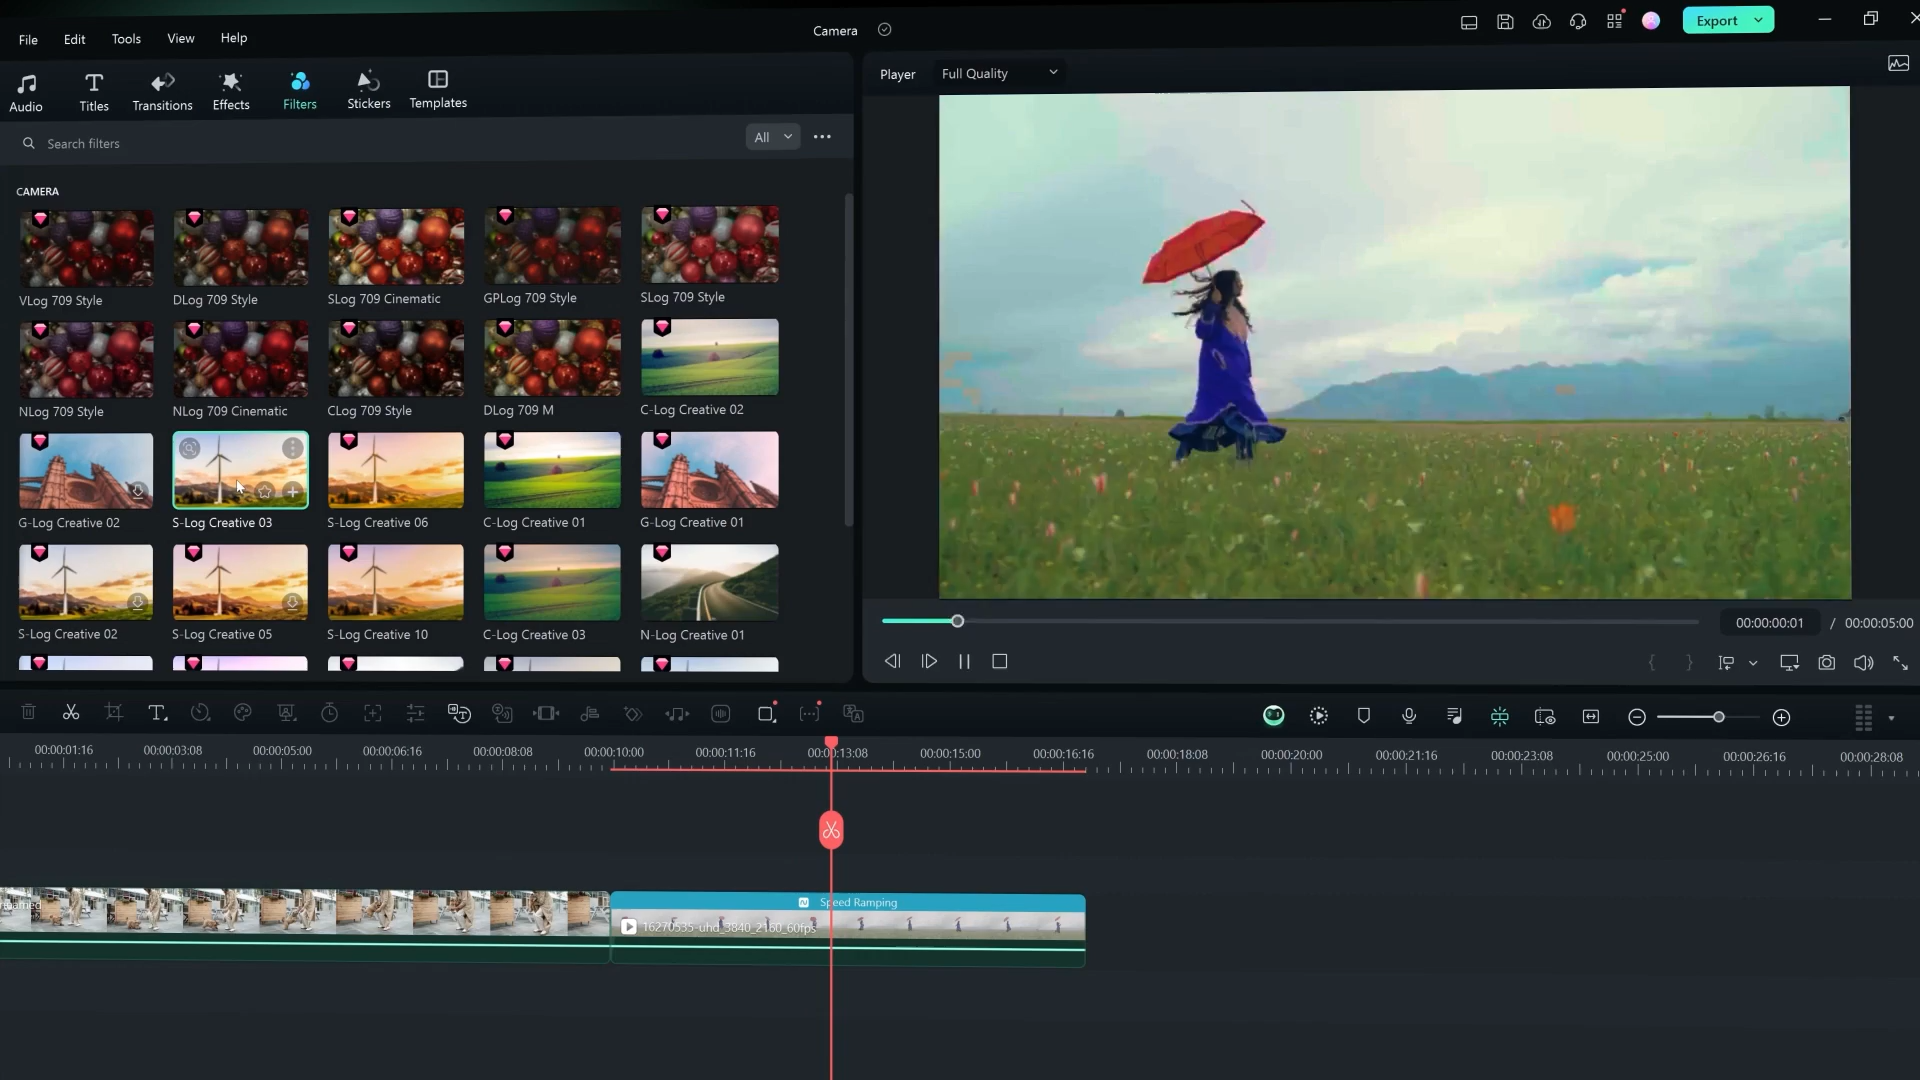 File Edit Tools View Help
Camera
Export
Audio Titles Transitions Effects Filters Stickers Templates
Player Full Quality
Search filters All
CAMERA
VLog 709 Style DLog 709 Style SLog 709 Cinematic GPLog 709 Style SLog 709 Style
NLog 709 Style NLog 709 Cinematic CLog 709 Style DLog 709 M C-Log Creative 02
G-Log Creative 02 S-Log Creative 03 S-Log Creative 06 C-Log Creative 01 G-Log Creative 01
S-Log Creative 02 S-Log Creative 05 S-Log Creative 10 C-Log Creative 03 N-Log Creative 01
00:00:00:01 / 00:00:05:00
00:00:01:16 00:00:03:08 00:00:05:00 00:00:06:16 00:00:08:08 00:00:10:00 00:00:11:16 00:00:13:08 00:00:15:00 00:00:16:16 00:00:18:08 00:00:20:00 00:00:21:16 00:00:23:08 00:00:25:00 00:00:26:16 00:00:28:08
Speed Ramping
16270535-uhd_3840_2160_60fps